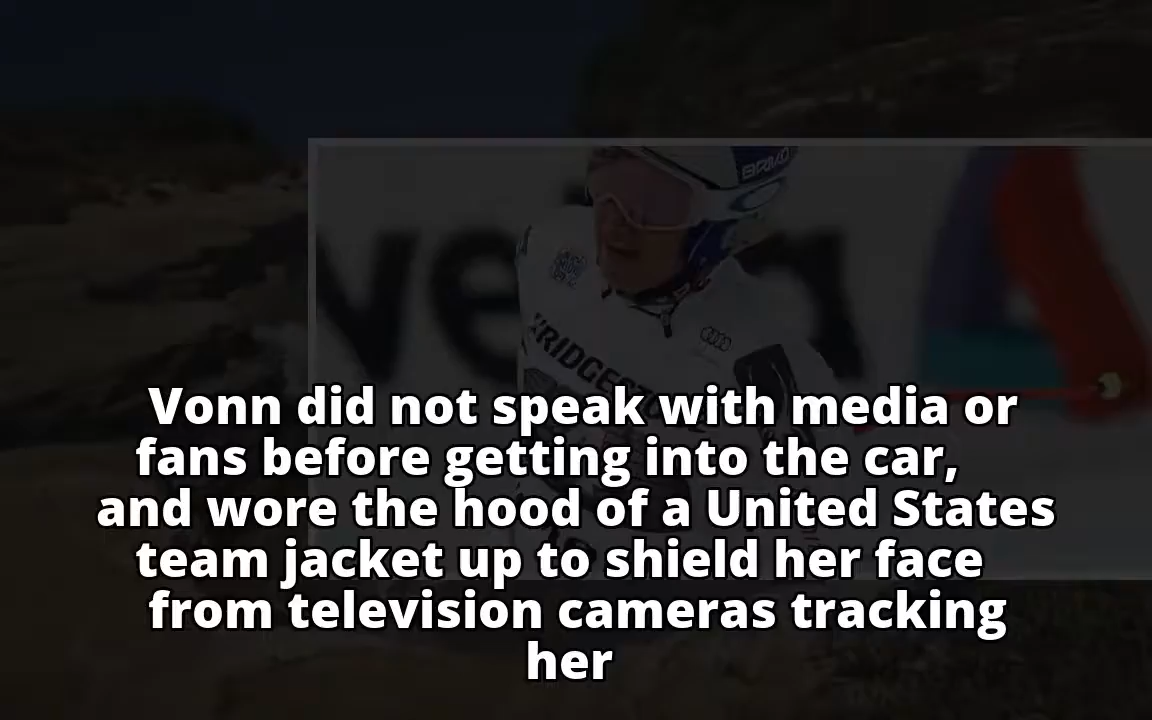 BRIKO
Vonn did not speak with media or
fans before getting into the car,
and wore the hood of a United States
team jacket up to shield her face
from television cameras tracking
her